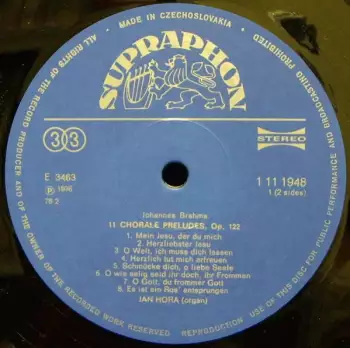 ALL RIGHTS OF THE RECORD PRODUCER AND OF THE OWNER OF THE RECORDED WORK RESERVED
MADE IN CZECHOSLOVAKIA
REPRODUCTION USE OF THIS DISC FOR PUBLIC PERFORMANCE AND BROADCASTING PROHIBITED
SUPRAPHON
33
STEREO
E 3463
1 11 1948
Ⓟ 1976
1 (2 sides)
76-2
Johannes Brahms
11 CHORALE PRELUDES, Op. 122
1. Mein Jesu, der du mich
2. Herzliebster Jesu
3. O Welt, ich muss dich lassen
4. Herzlich tut mich erfreuen
5. Schmücke dich, o liebe Seele
6. O wie selig seid ihr doch, ihr Frommen
7. O Gott, du frommer Gott
8. Es ist ein Ros' entsprungen
JAN HORA (organ)